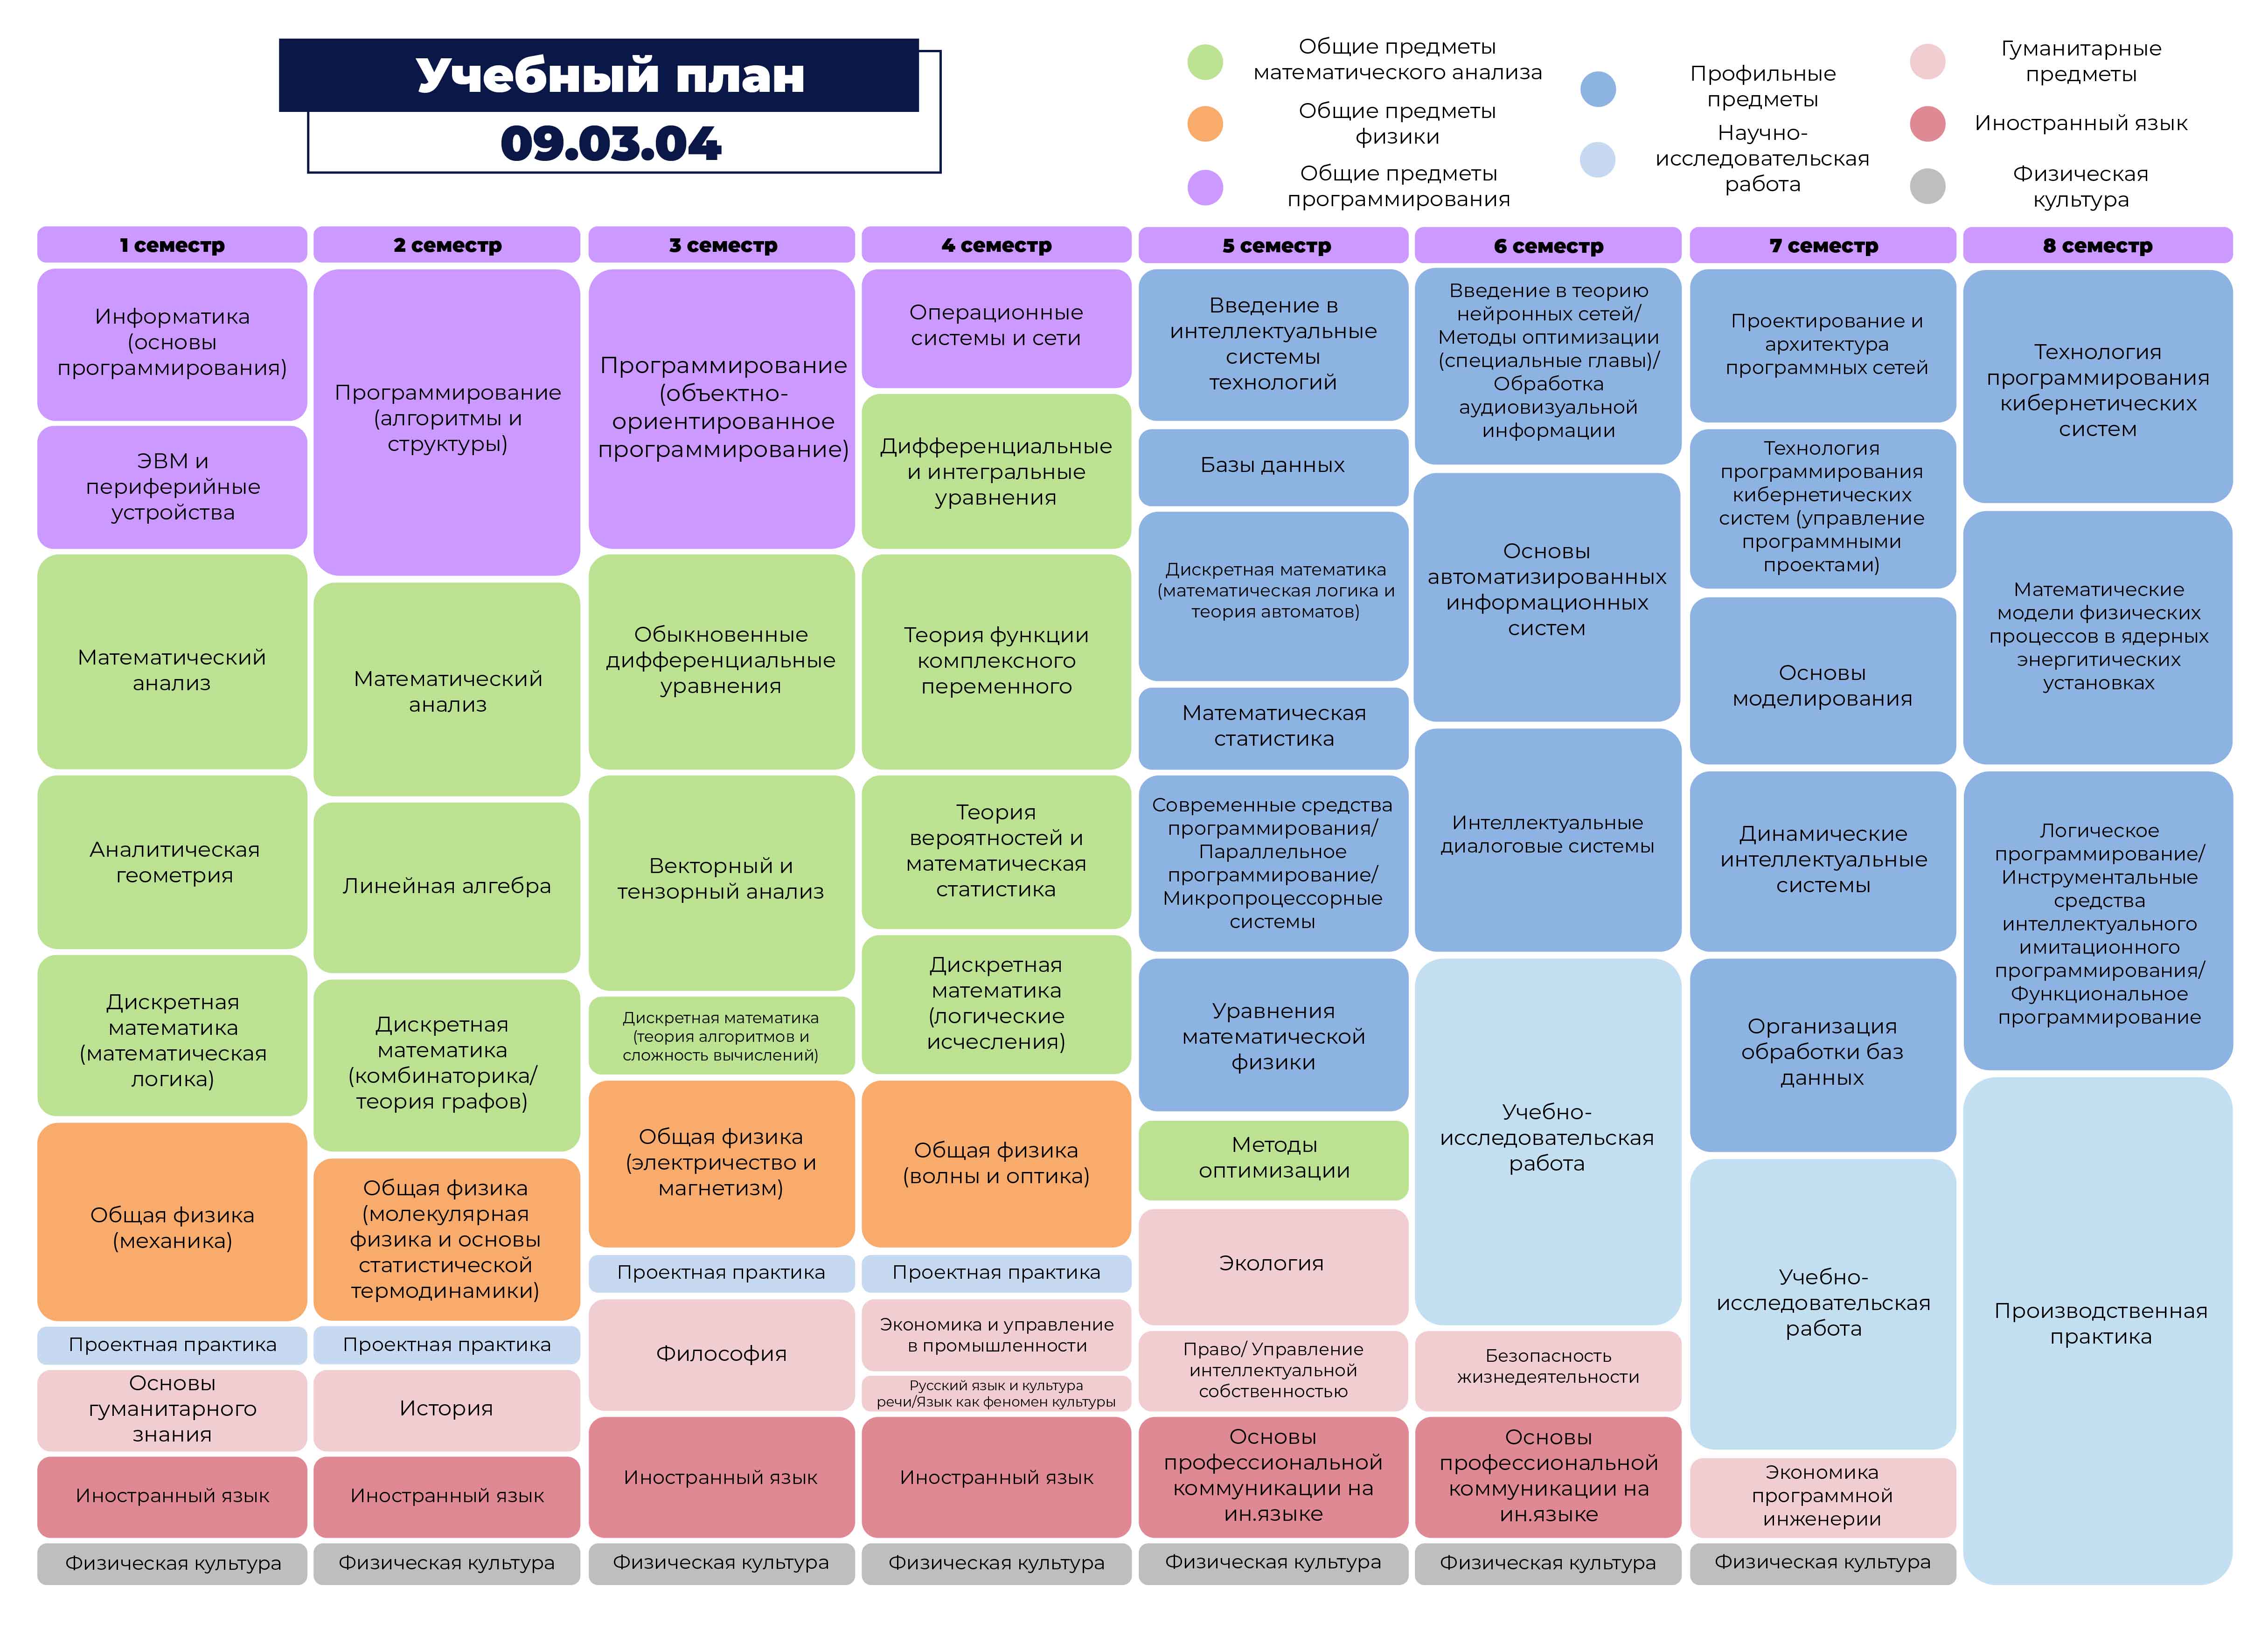 Учебный план
09.03.04
Общие предметы
математического анализа
Общие предметы
физики
Общие предметы
программирования
Профильные
предметы
Научно-
исследовательская
работа
Гуманитарные
предметы
Иностранный язык
Физическая
культура
1 семестр
Информатика
(основы
программирования)
ЭВМ и
периферийные
устройства
Математический
анализ
Аналитическая
геометрия
Дискретная
математика
(математическая
логика)
Общая физика
(механика)
Проектная практика
Основы
гуманитарного
знания
Иностранный язык
Физическая культура
2 семестр
Программирование
(алгоритмы и
структуры)
Математический
анализ
Линейная алгебра
Дискретная
математика
(комбинаторика/
теория графов)
Общая физика
(молекулярная
физика и основы
статистической
термодинамики)
Проектная практика
История
Иностранный язык
Физическая культура
3 семестр
Программирование
(объектно-
ориентированное
программирование)
Обыкновенные
дифференциальные
уравнения
Векторный и
тензорный анализ
Дискретная математика
(теория алгоритмов и
сложность вычислений)
Общая физика
(электричество и
магнетизм)
Проектная практика
Философия
Иностранный язык
Физическая культура
4 семестр
Операционные
системы и сети
Дифференциальные
и интегральные
уравнения
Теория функции
комплексного
переменного
Теория
вероятностей и
математическая
статистика
Дискретная
математика
(логические
исчесления)
Общая физика
(волны и оптика)
Проектная практика
Экономика и управление
в промышленности
Русский язык и культура
речи/Язык как феномен культуры
Иностранный язык
Физическая культура
5 семестр
Введение в
интеллектуальные
системы
технологий
Базы данных
Дискретная математика
(математическая логика и
теория автоматов)
Математическая
статистика
Современные средства
программирования/
Параллельное
программирование/
Микропроцессорные
системы
Уравнения
математической
физики
Методы
оптимизации
Экология
Право/ Управление
интеллектуальной
собственностью
Основы
профессиональной
коммуникации на
ин.языке
Физическая культура
6 семестр
Введение в теорию
нейронных сетей/
Методы оптимизации
(специальные главы)/
Обработка
аудиовизуальной
информации
Основы
автоматизированных
информационных
систем
Интеллектуальные
диалоговые системы
Учебно-
исследовательская
работа
Безопасность
жизнедеятельности
Основы
профессиональной
коммуникации на
ин.языке
Физическая культура
7 семестр
Проектирование и
архитектура
программных сетей
Технология
программирования
кибернетических
систем (управление
программными
проектами)
Основы
моделирования
Динамические
интеллектуальные
системы
Организация
обработки баз
данных
Учебно-
исследовательская
работа
Экономика
программной
инженерии
Физическая культура
8 семестр
Технология
программирования
кибернетических
систем
Математические
модели физических
процессов в ядерных
энергитических
установках
Логическое
программирование/
Инструментальные
средства
интеллектуального
имитационного
программирования/
Функциональное
программирование
Производственная
практика